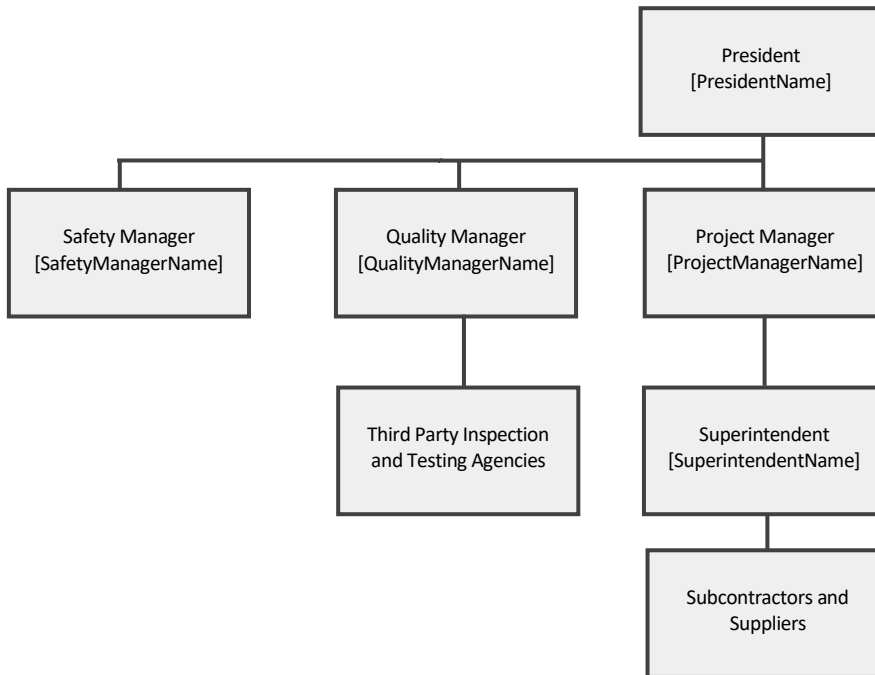 President
[PresidentName]
Safety Manager
[SafetyManagerName]
Quality Manager
[QualityManagerName]
Project Manager
[ProjectManagerName]
Third Party Inspection
and Testing Agencies
Superintendent
[SuperintendentName]
Subcontractors and
Suppliers